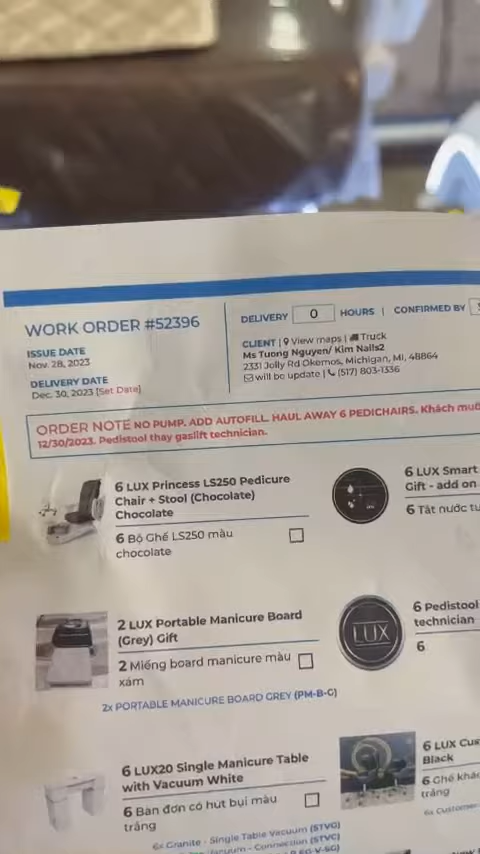 WORK ORDER #52396
ISSUE DATE
Nov. 28, 2023
DELIVERY DATE
Dec. 30, 2023 [Set Date]
DELIVERY 0 HOURS | CONFIRMED BY
CLIENT | View maps | Truck
Ms Tuong Nguyen/ Kim Nails2
2331 Jolly Rd Okemos, Michigan, MI, 48864
will be update | (517) 803-1336
ORDER NOTE NO PUMP. ADD AUTOFILL. HAUL AWAY 6 PEDICHAIRS. Khách
12/30/2023. Pedistool thay gaslift technician.
6 LUX Princess LS250 Pedicure
Chair + Stool (Chocolate)
Chocolate
6 Bộ Ghế LS250 màu
chocolate
6 LUX Smart
Gift - add on
6 Tắt nước
2 LUX Portable Manicure Board
(Grey) Gift
2 Miếng board manicure màu
xám
2x PORTABLE MANICURE BOARD GREY (PM-B-G)
LUX
6 Pedistool
technician
6
6 LUX20 Single Manicure Table
with Vacuum White
6 Bàn đơn có hút bụi màu
trắng
6x Granite - Single Table Vacuum (STVG)
Vacuum - Connection (STVC)
6 LUX
Black
6 Ghế
trắng
6x Customer